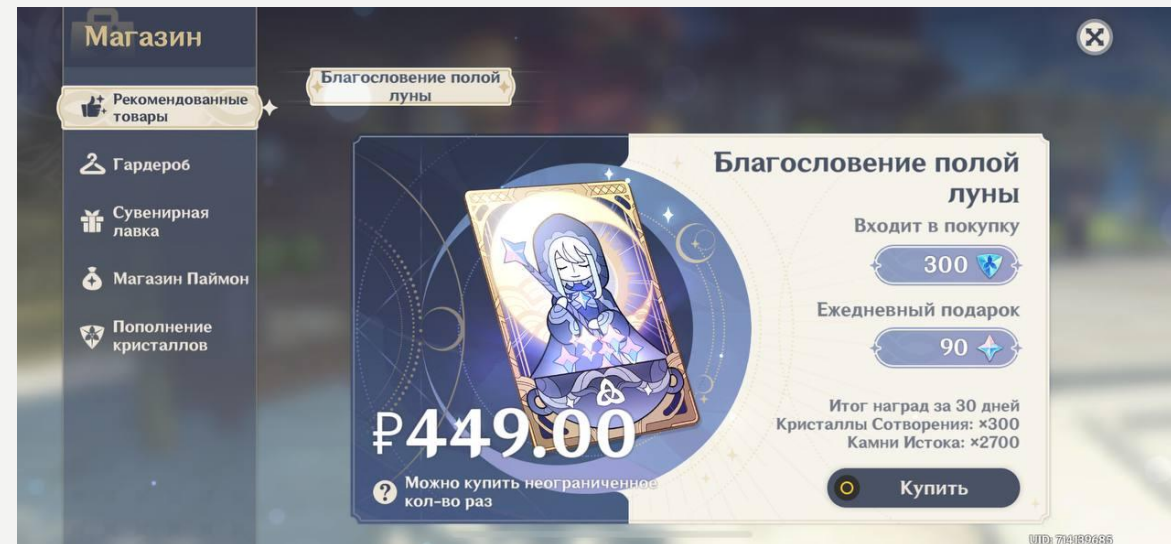 Магазин
Рекомендованные
товары
Гардероб
Сувенирная
лавка
Магазин Паймон
Пополнение
кристаллов
Благословение полой
луны
₽449.00
Можно купить неограниченное
кол-во раз
Благословение полой
луны
Входит в покупку
300
Ежедневный подарок
90
Итог наград за 30 дней
Кристаллы Сотворения: ×300
Камни Истока: ×2700
Купить
UID: 714139685